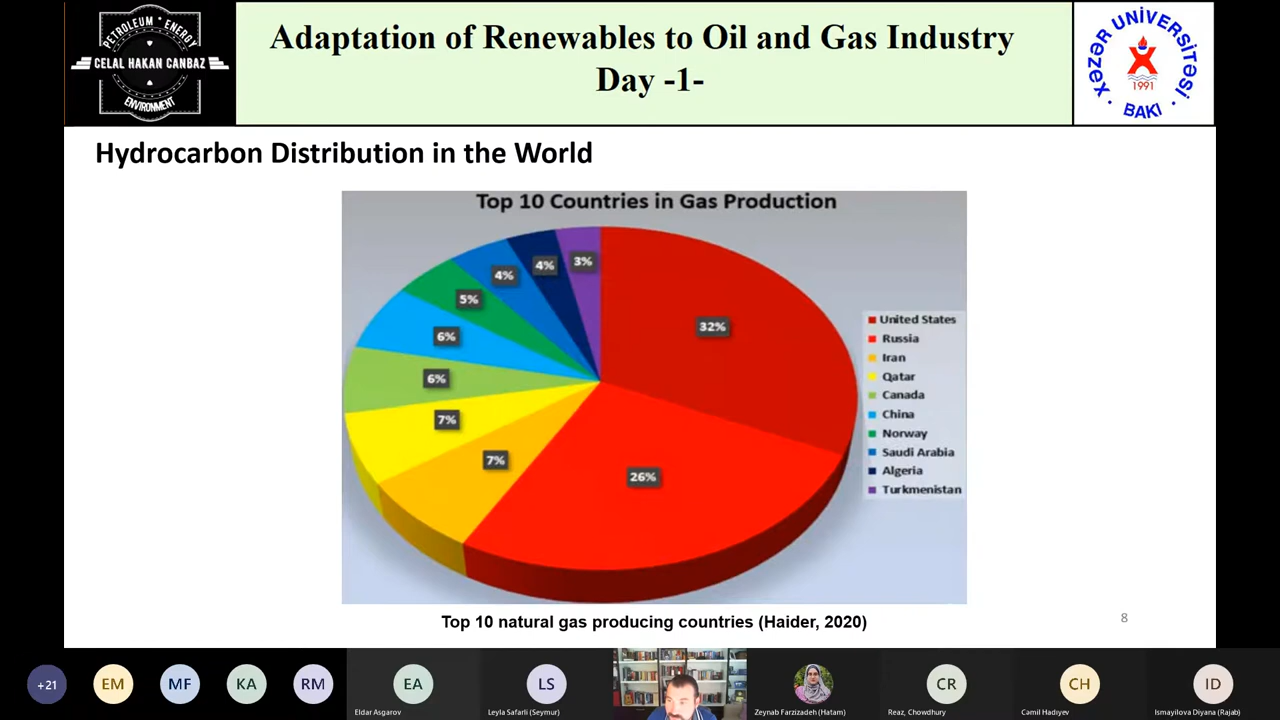 PETROLEUM * ENERGY
CELAL HAKAN CANBAZ
ENVIRONMENT
Adaptation of Renewables to Oil and Gas Industry
Day -1-
XƏZƏR UNİVERSİTƏSİ
1991
· BAKI ·
Hydrocarbon Distribution in the World
Top 10 Countries in Gas Production
3%
4%
4%
5%
32%
6%
6%
7%
7%
26%
United States
Russia
Iran
Qatar
Canada
China
Norway
Saudi Arabia
Algeria
Turkmenistan
Top 10 natural gas producing countries (Haider, 2020)
8
+21
EM
MF
KA
RM
EA
Eldar Asgarov
LS
Leyla Safarli (Seymur)
Zeynab Farzizadeh (Hatam)
CR
Reaz, Chowdhury
CH
Cəmil Hadıyev
ID
Ismayilova Diyana (Rajab)